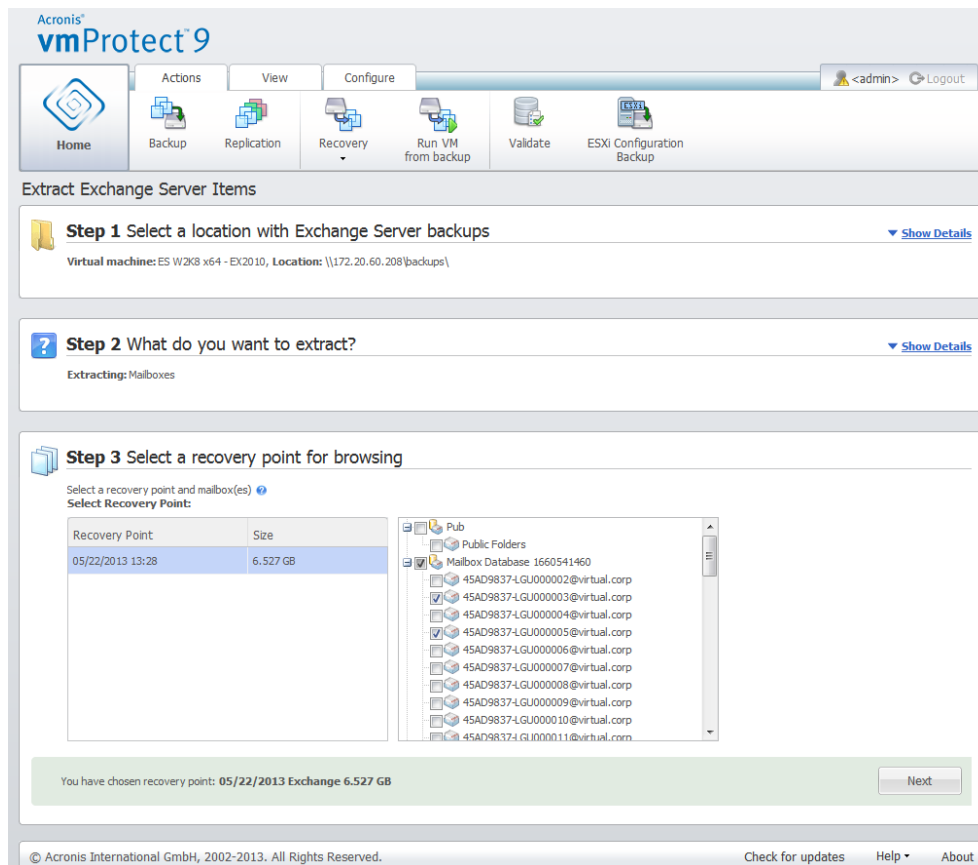 Acronis®
vmProtect™9
Actions View Configure
<admin> Logout
Home
Backup
Replication
Recovery
Run VM
from backup
Validate
ESXi Configuration
Backup
Extract Exchange Server Items
Step 1 Select a location with Exchange Server backups
Show Details
Virtual machine: ES W2K8 x64 - EX2010, Location: \\172.20.60.208\backups\
Step 2 What do you want to extract?
Show Details
Extracting: Mailboxes
Step 3 Select a recovery point for browsing
Select a recovery point and mailbox(es)
Select Recovery Point:
Recovery Point Size
05/22/2013 13:28 6.527 GB
Pub
Public Folders
Mailbox Database 1660541460
45AD9837-LGU000002@virtual.corp
45AD9837-LGU000003@virtual.corp
45AD9837-LGU000004@virtual.corp
45AD9837-LGU000005@virtual.corp
45AD9837-LGU000006@virtual.corp
45AD9837-LGU000007@virtual.corp
45AD9837-LGU000008@virtual.corp
45AD9837-LGU000009@virtual.corp
45AD9837-LGU000010@virtual.corp
45AD9837-LGU000011@virtual.corp
You have chosen recovery point: 05/22/2013 Exchange 6.527 GB
Next
© Acronis International GmbH, 2002-2013. All Rights Reserved.
Check for updates Help About